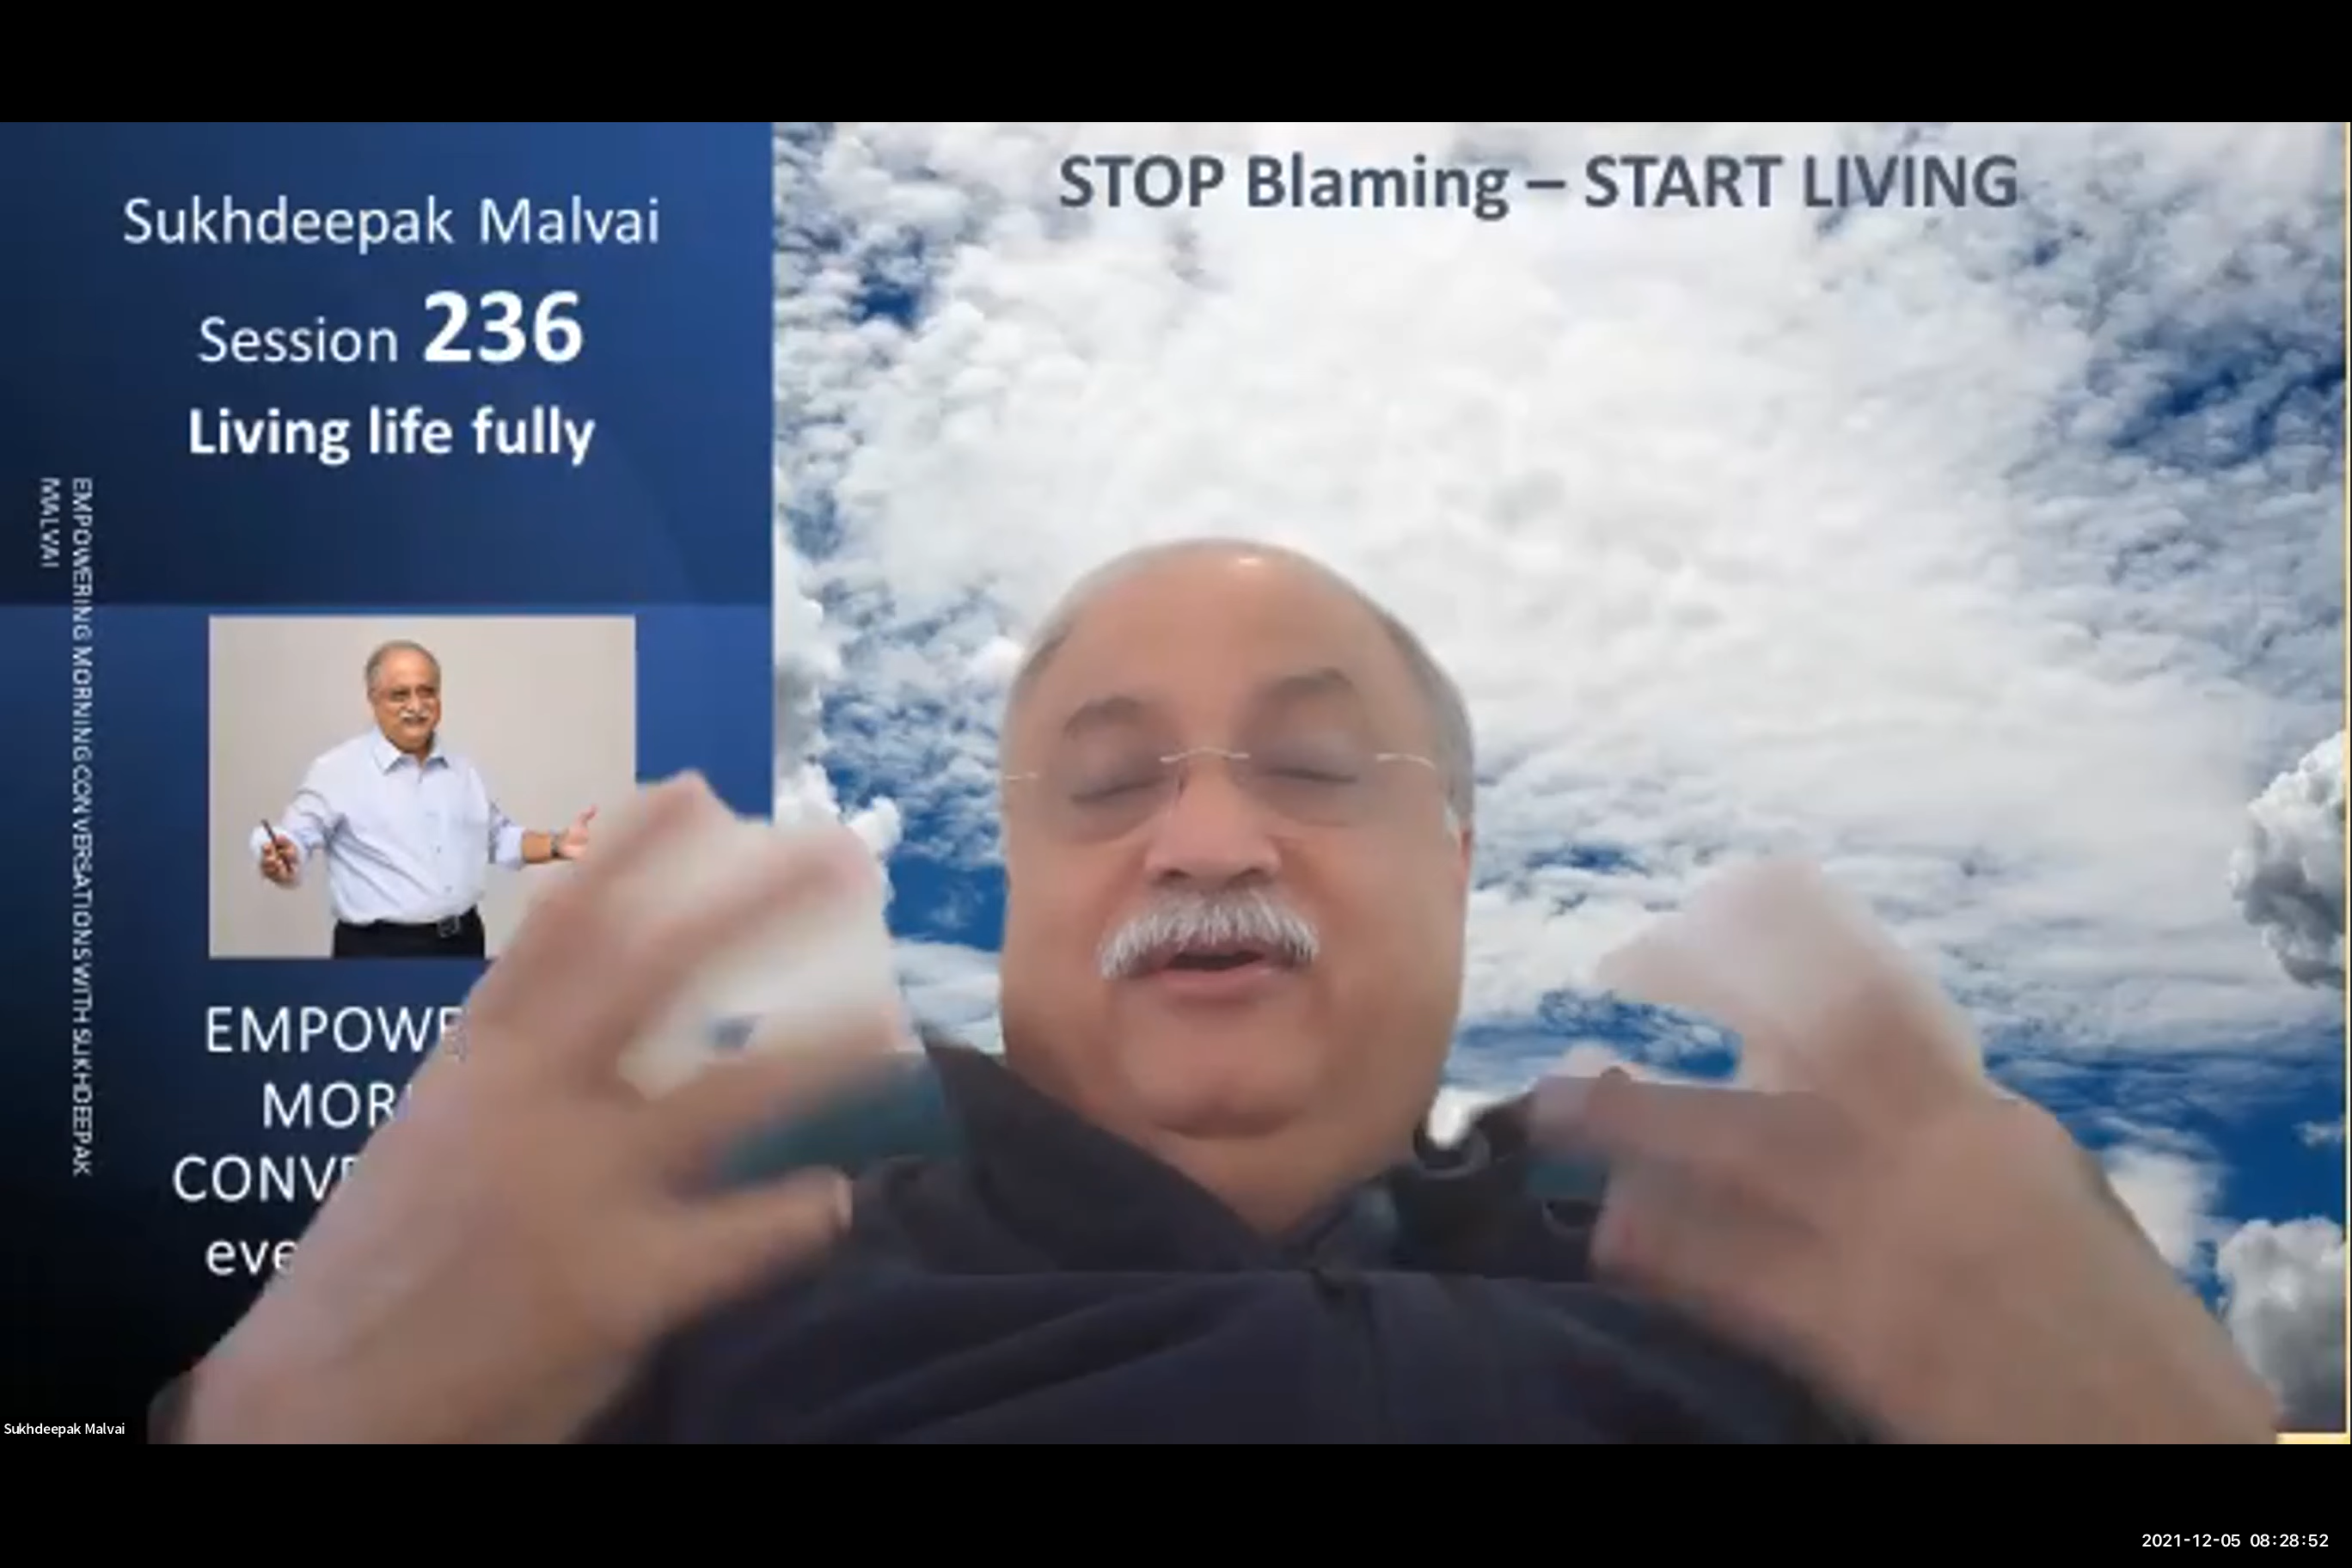 STOP Blaming – START LIVING
Sukhdeepak Malvai
Session 236
Living life fully
EMPOWERING MORNING CONVERSATIONS WITH SUKHDEEPAK
MALVAI
EMPOWE
MOR
CONV
eve
Sukhdeepak Malvai
2021-12-05 08:28:52